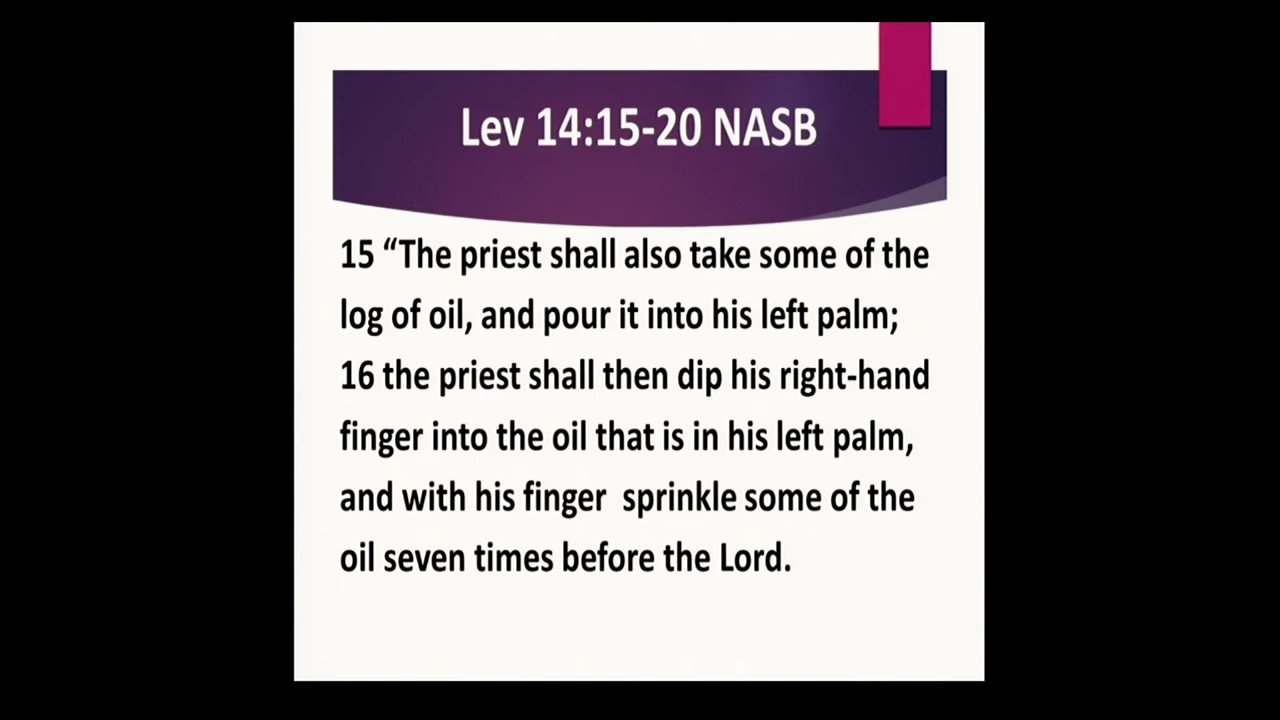 Lev 14:15-20 NASB
15 “The priest shall also take some of the
log of oil, and pour it into his left palm;
16 the priest shall then dip his right-hand
finger into the oil that is in his left palm,
and with his finger  sprinkle some of the
oil seven times before the Lord.